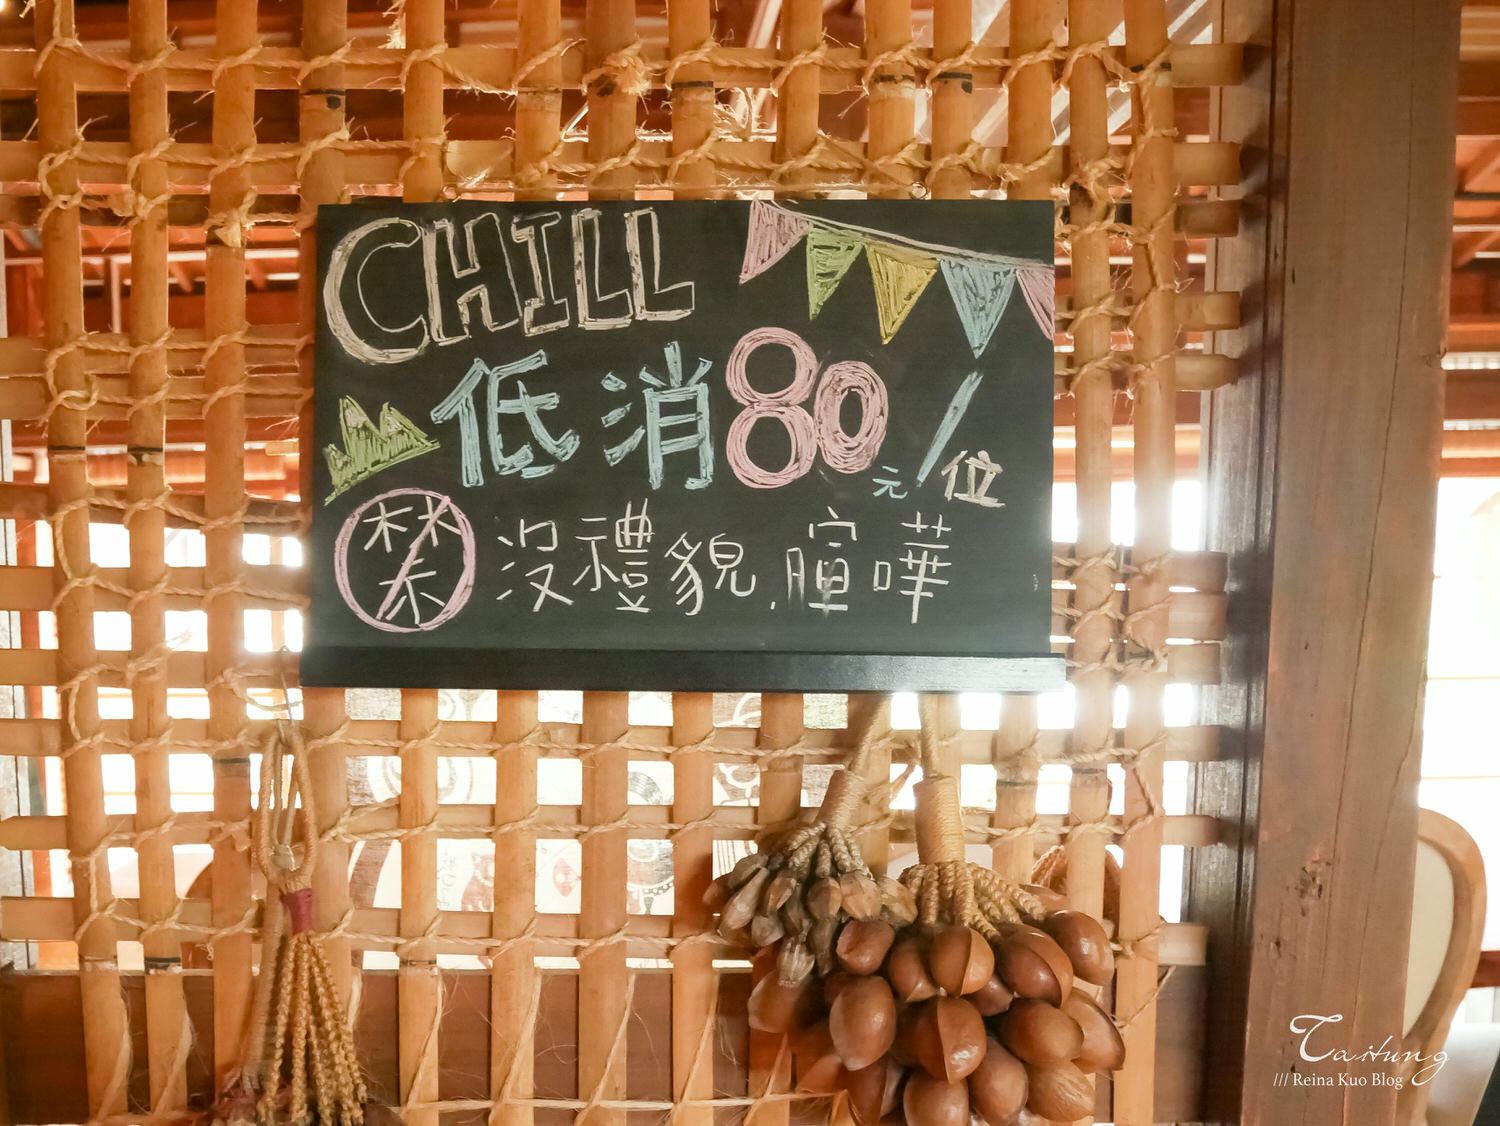 CHILL
低消80元/位
禁 沒禮貌、喧嘩
Taitung
/// Reina Kuo Blog